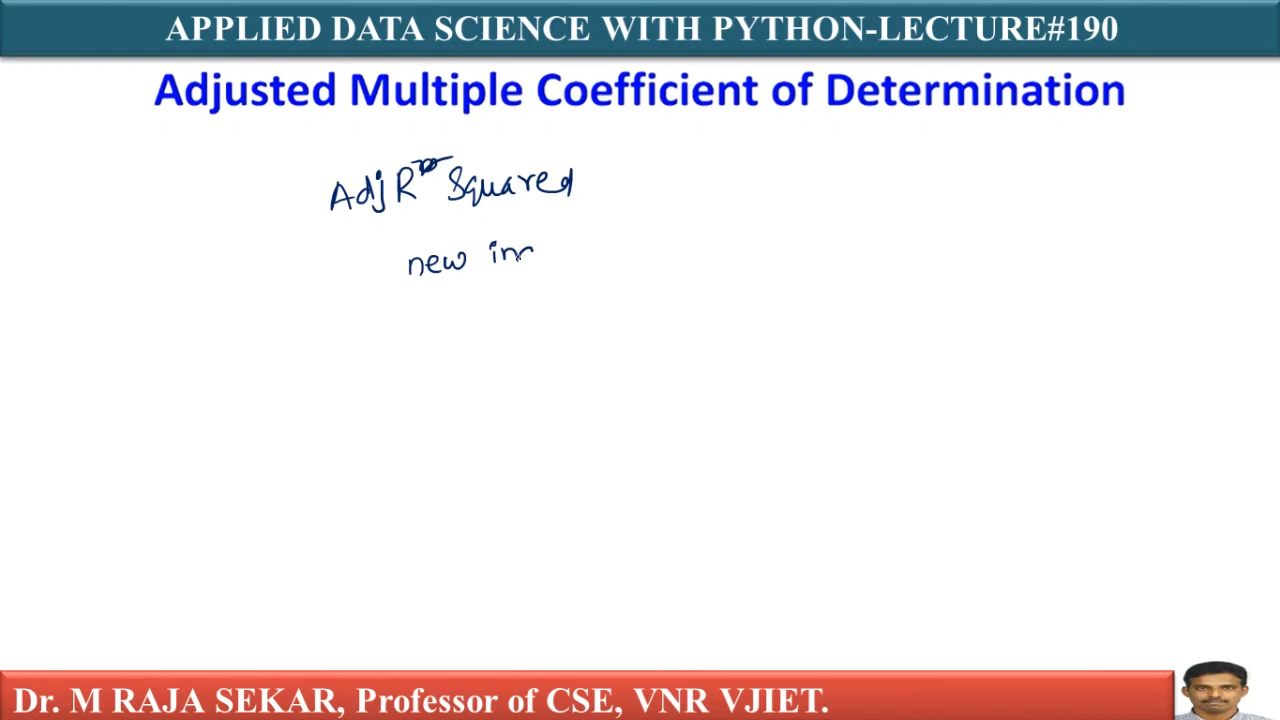 APPLIED DATA SCIENCE WITH PYTHON-LECTURE#190
Adjusted Multiple Coefficient of Determination
Adj R Squared
new
Dr. M RAJA SEKAR, Professor of CSE, VNR VJIET.